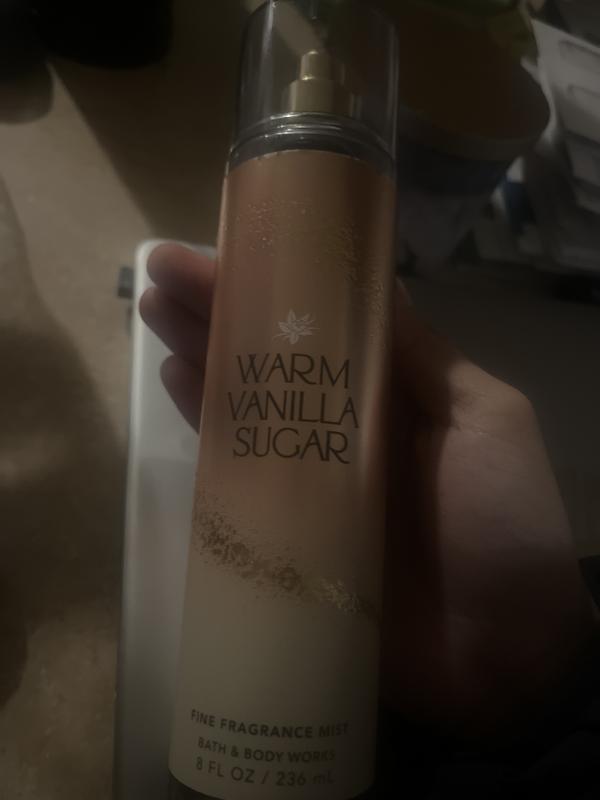 WARM
VANILLA
SUGAR
FINE FRAGRANCE MIST
BATH & BODY WORKS
8 FL OZ / 236 mL